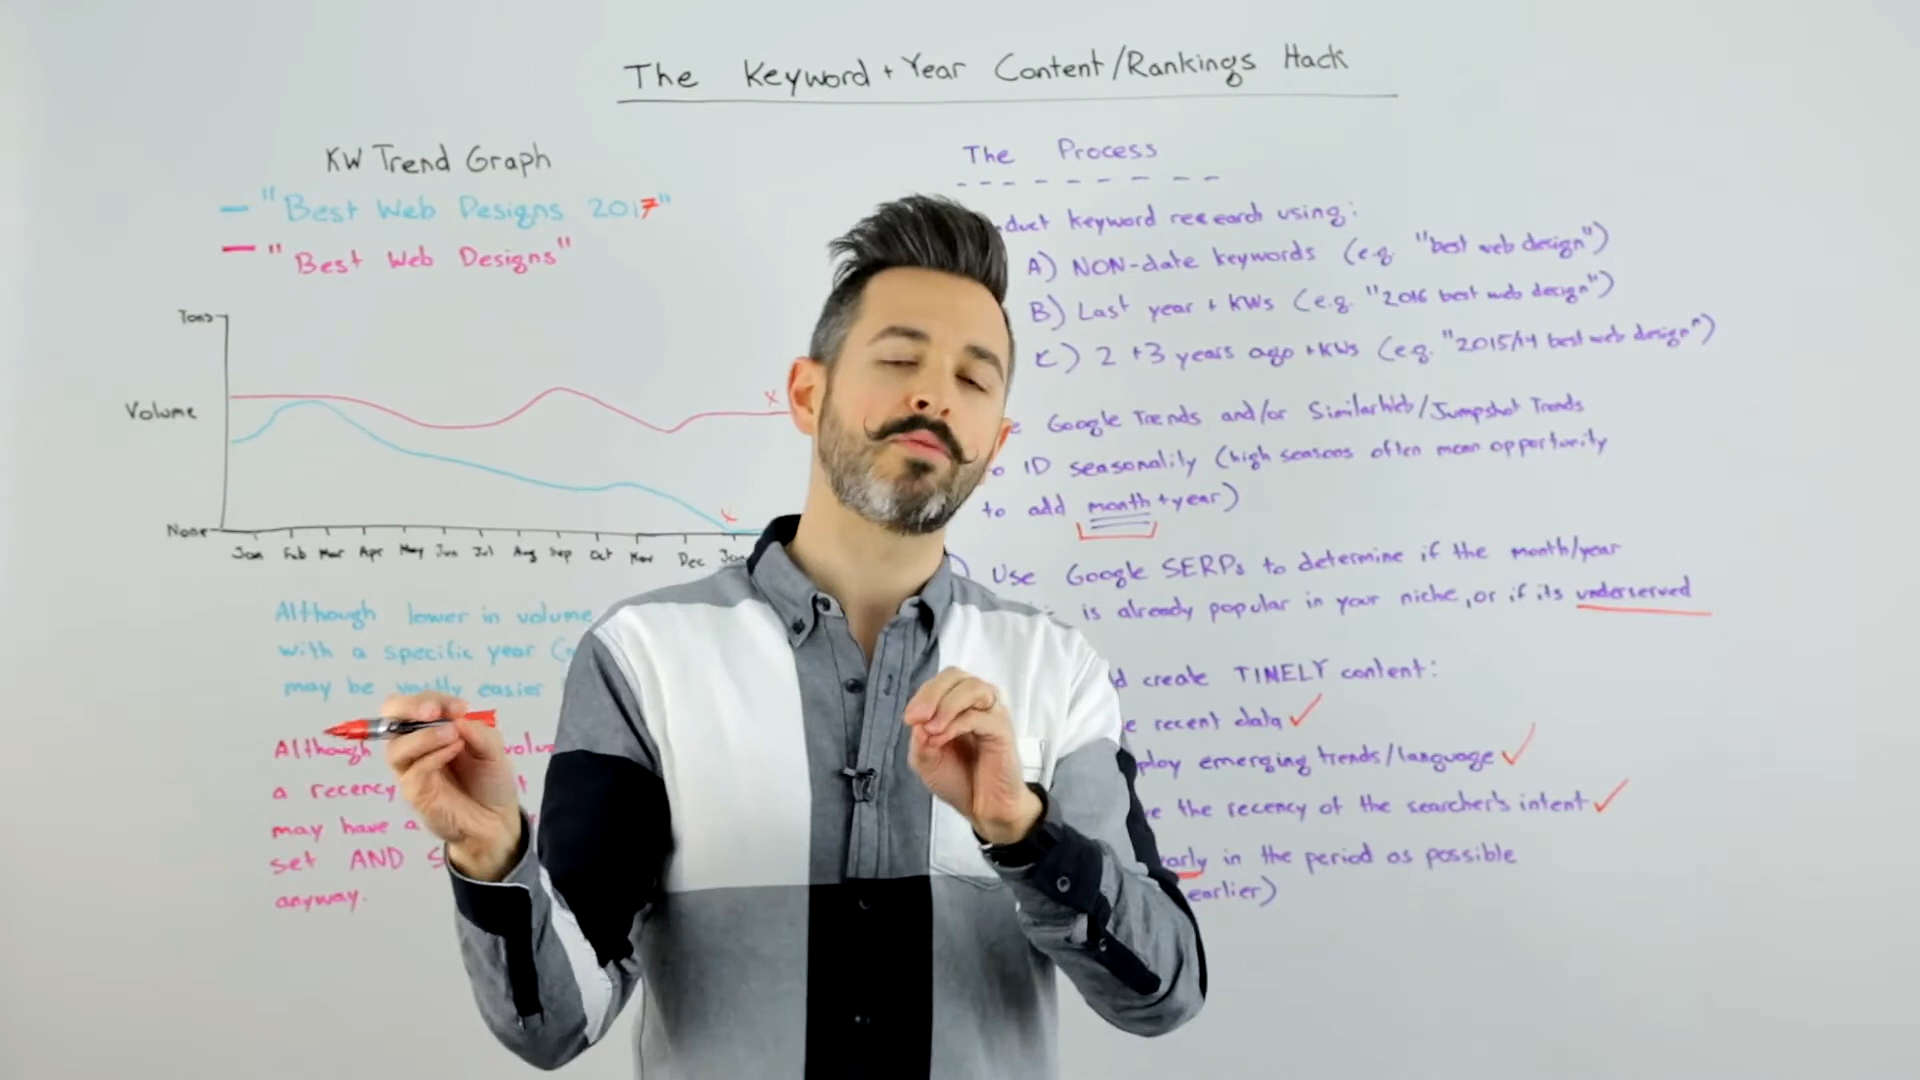 The Keyword + Year Content/Rankings Hack
KW Trend Graph
— "Best Web Designs 2017"
— "Best Web Designs"
Tons
Volume
None
Jan Feb Mar Apr May Jun Jul Aug Sep Oct Nov Dec Jan
x
x
Although lower in volume
with a specific year
may be vastly easier
Although
a recency
may have a
set AND
anyway.
The Process
keyword research using:
A) NON-date keywords (e.g. "best web design")
B) Last year + KWs (e.g. "2016 best web design")
C) 2 +3 years ago +KWs (e.g. "2015/14 best web design")
Google Trends and/or SimilarWeb/Jumpshot Trends
ID seasonality (high seasons often mean opportunity
to add month + year)
Use Google SERPs to determine if the month/year
is already popular in your niche, or if its underserved
create TIMELY content:
recent data ✓
emerging trends/language ✓
the recency of the searcher's intent ✓
early in the period as possible
earlier)